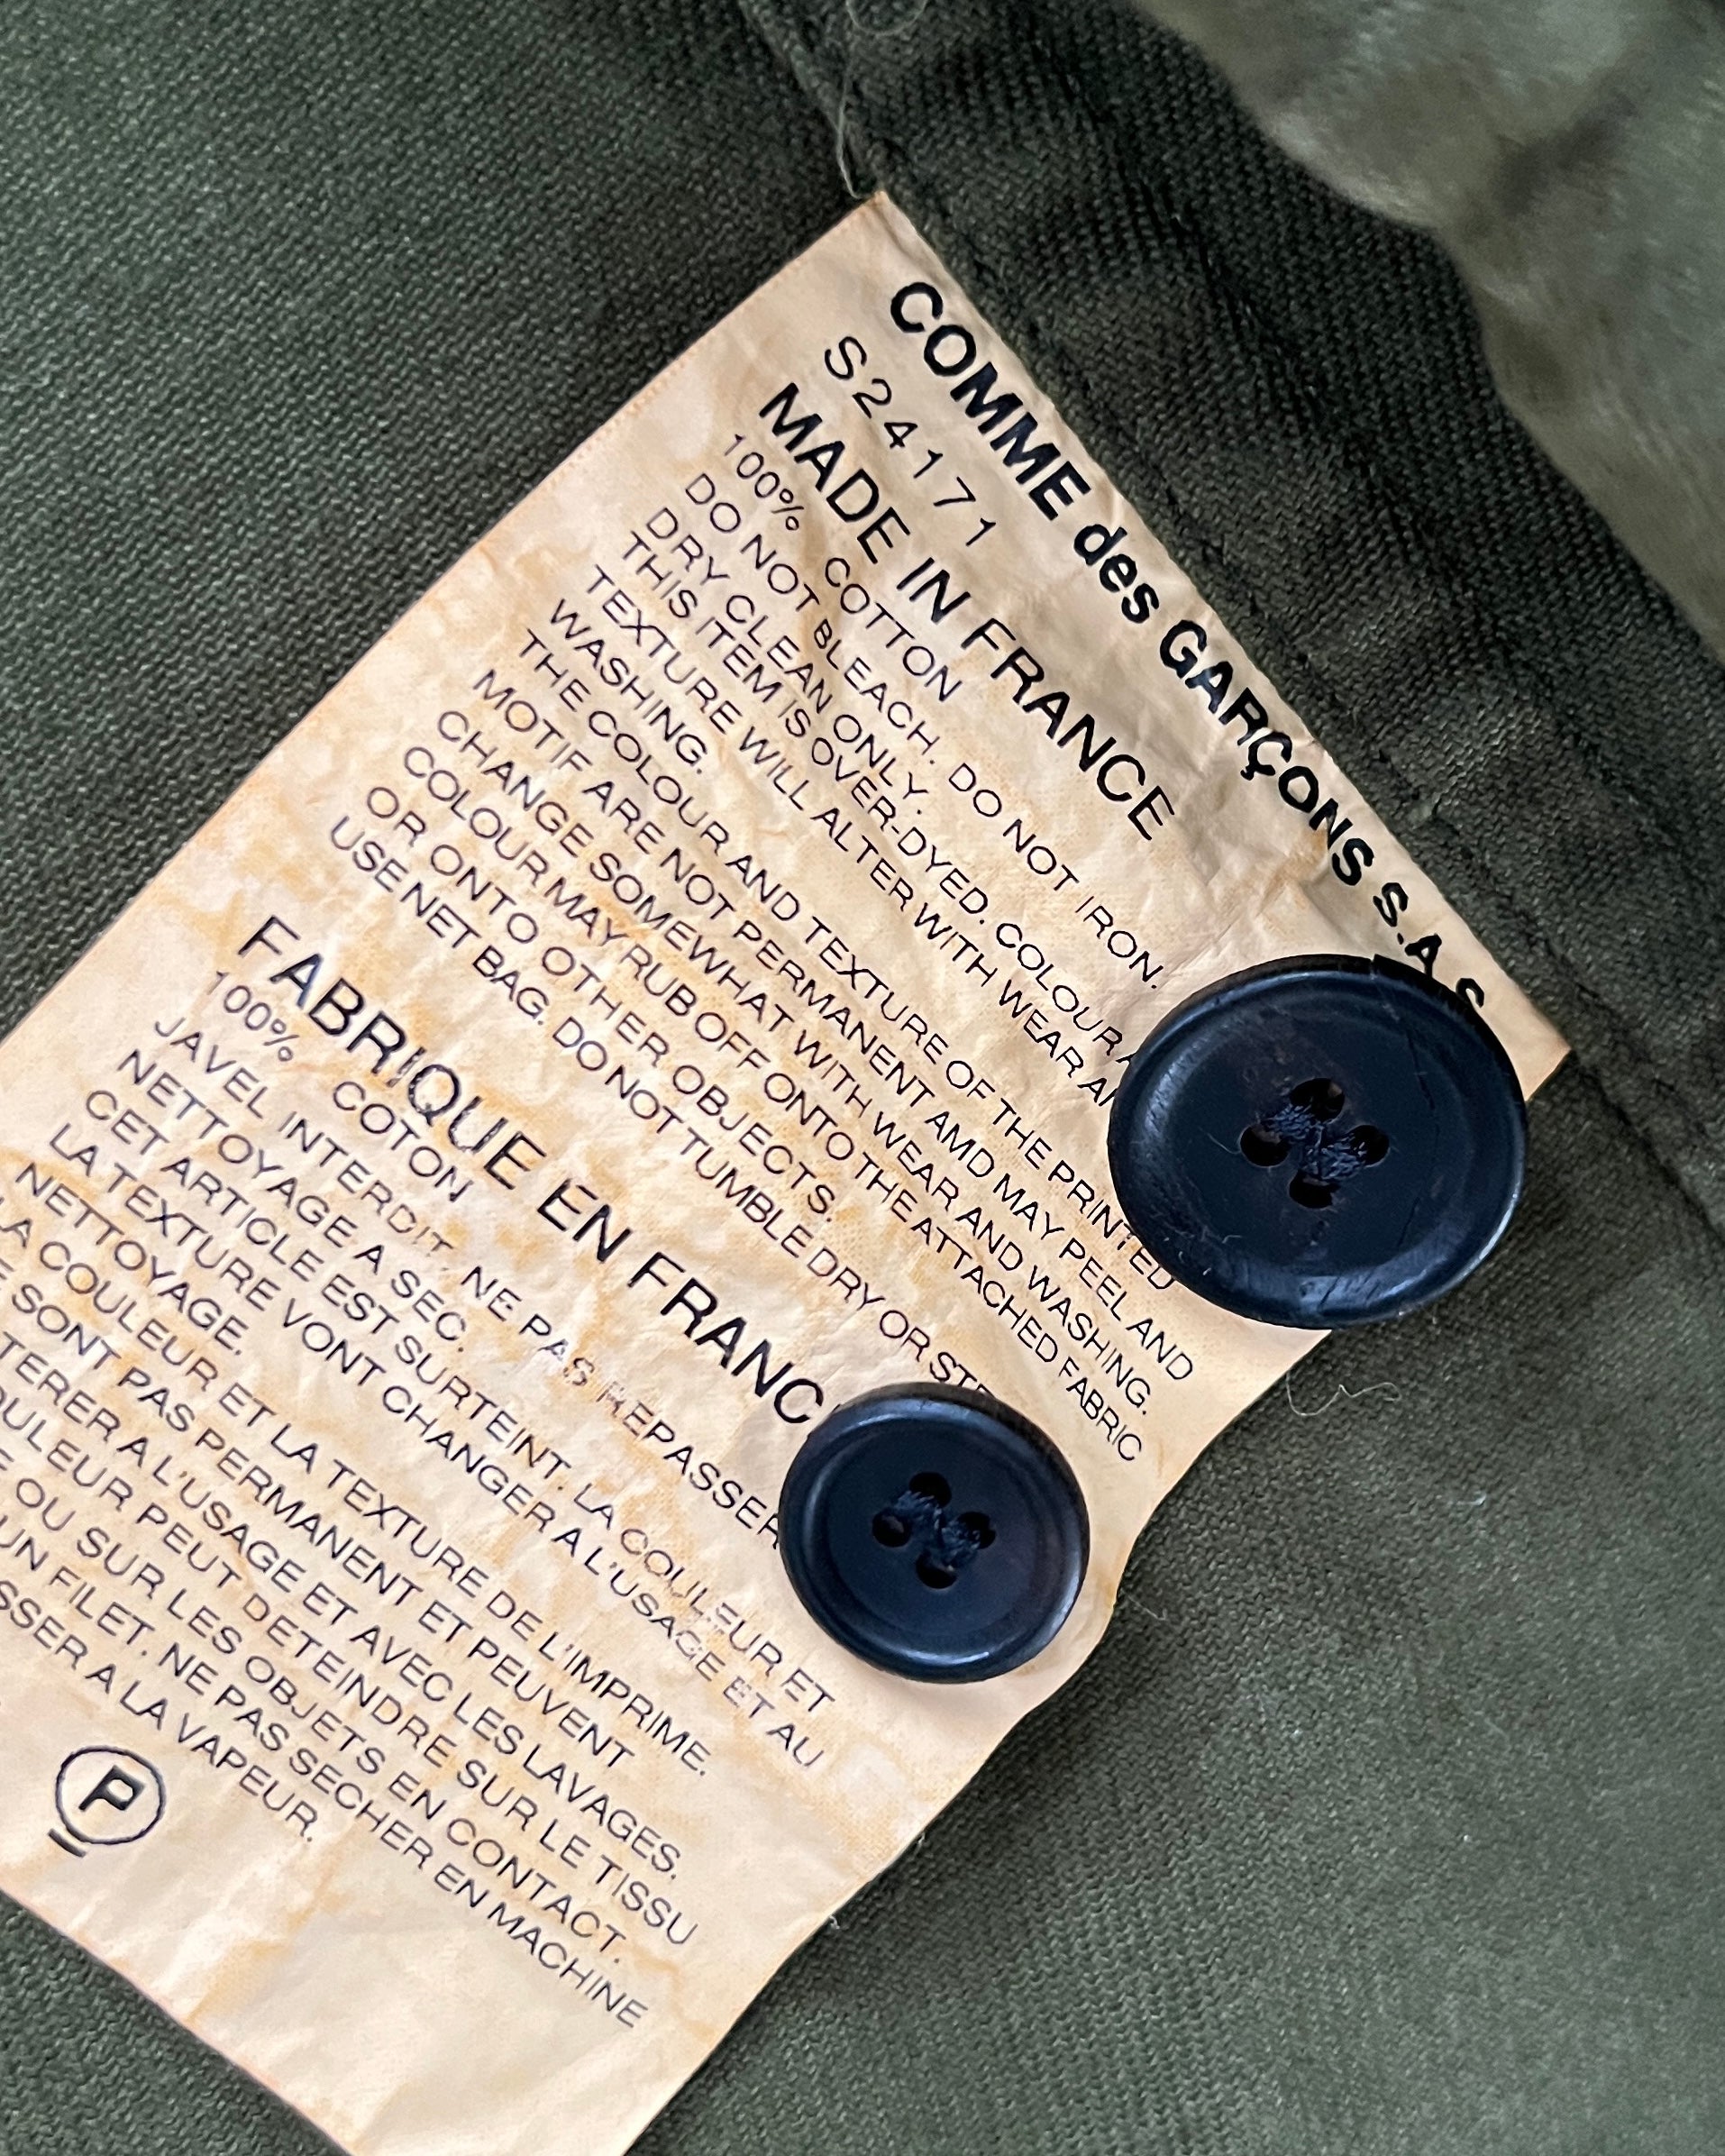 COMME des GARÇONS S.A.S
S24171
MADE IN FRANCE
100% COTTON
DO NOT BLEACH. DO NOT IRON.
DRY CLEAN ONLY.
THIS ITEM IS OVER-DYED. COLOUR
TEXTURE WILL ALTER WITH WEAR
WASHING.
THE COLOUR AND TEXTURE OF THE PRINTED
MOTIF ARE NOT PERMANENT AMD MAY PEEL AND
CHANGE SOMEWHAT WITH WEAR AND WASHING.
COLOUR MAY RUB OFF ONTO THE ATTACHED FABRIC
OR ONTO OTHER OBJECTS.
USE NET BAG. DO NOT TUMBLE DRY OR
FABRIQUE EN FRANC
100% COTON
JAVEL INTERDIT. NE PAS REPASSER
NETTOYAGE A SEC.
CET ARTICLE EST SURTEINT. LA COULEUR ET
LA TEXTURE VONT CHANGER A L'USAGE ET AU
NETTOYAGE.
LA COULEUR ET LA TEXTURE DE L'IMPRIME.
SONT PAS PERMANENT ET PEUVENT
TERER A L'USAGE ET AVEC LES LAVAGES.
OULEUR PEUT DETEINDRE SUR LE TISSU
OU SUR LES OBJETS EN CONTACT.
UN FILET. NE PAS SECHER EN MACHINE
SSER A LA VAPEUR.
P